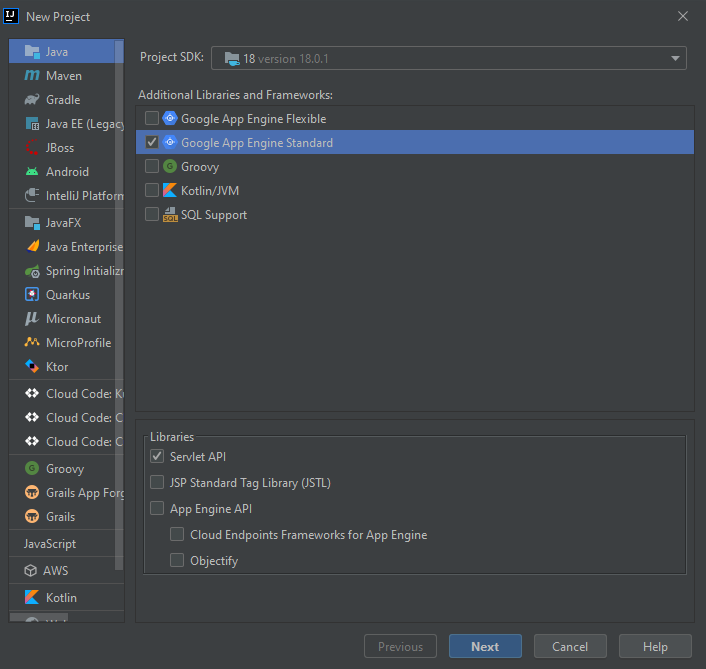 New Project
Java
Maven
Gradle
Java EE (Legacy
JBoss
Android
IntelliJ Platform
JavaFX
Java Enterprise
Spring Initializr
Quarkus
Micronaut
MicroProfile
Ktor
Cloud Code: K
Cloud Code: C
Cloud Code: C
Groovy
Grails App Forg
Grails
JavaScript
AWS
Kotlin
Project SDK:
18 version 18.0.1
Additional Libraries and Frameworks:
Google App Engine Flexible
Google App Engine Standard
Groovy
Kotlin/JVM
SQL Support
Libraries
Servlet API
JSP Standard Tag Library (JSTL)
App Engine API
Cloud Endpoints Frameworks for App Engine
Objectify
Previous
Next
Cancel
Help